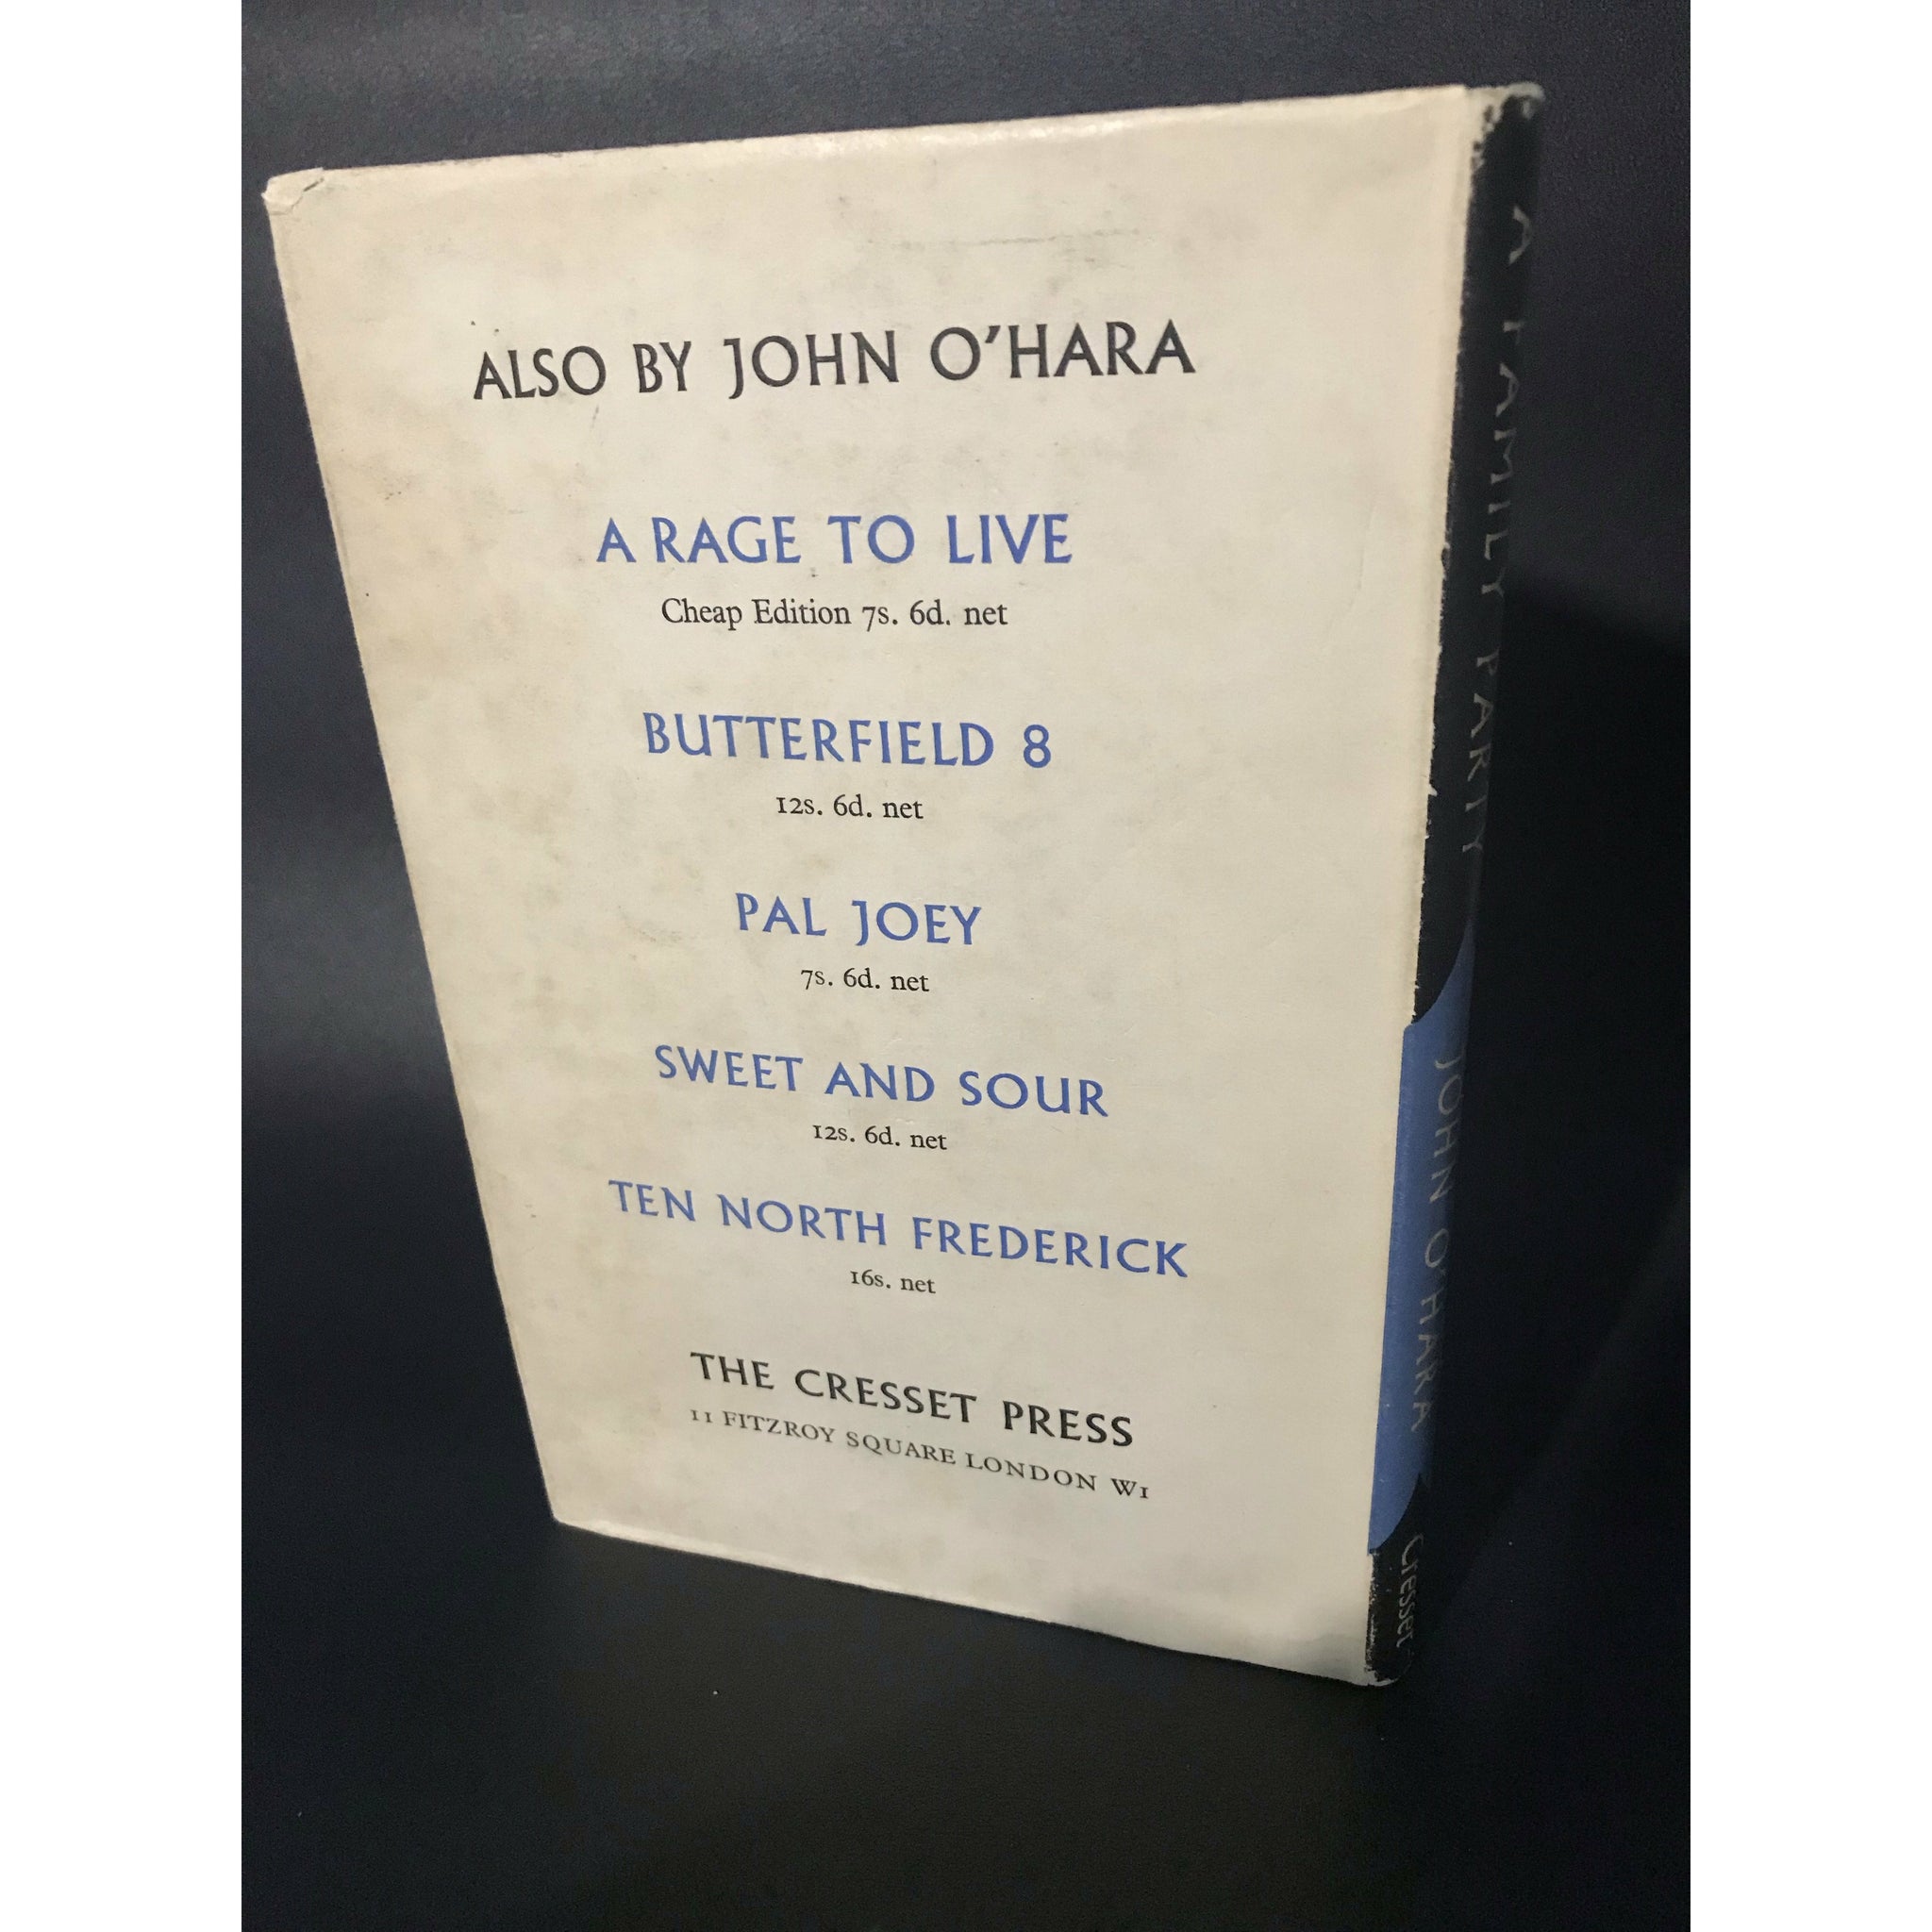 ALSO BY JOHN O'HARA
A RAGE TO LIVE
Cheap Edition 7s. 6d. net
BUTTERFIELD 8
12s. 6d. net
PAL JOEY
7s. 6d. net
SWEET AND SOUR
12s. 6d. net
TEN NORTH FREDERICK
16s. net
THE CRESSET PRESS
11 FITZROY SQUARE LONDON W1
A FAMILY PARTY
JOHN O'HARA
Cresset